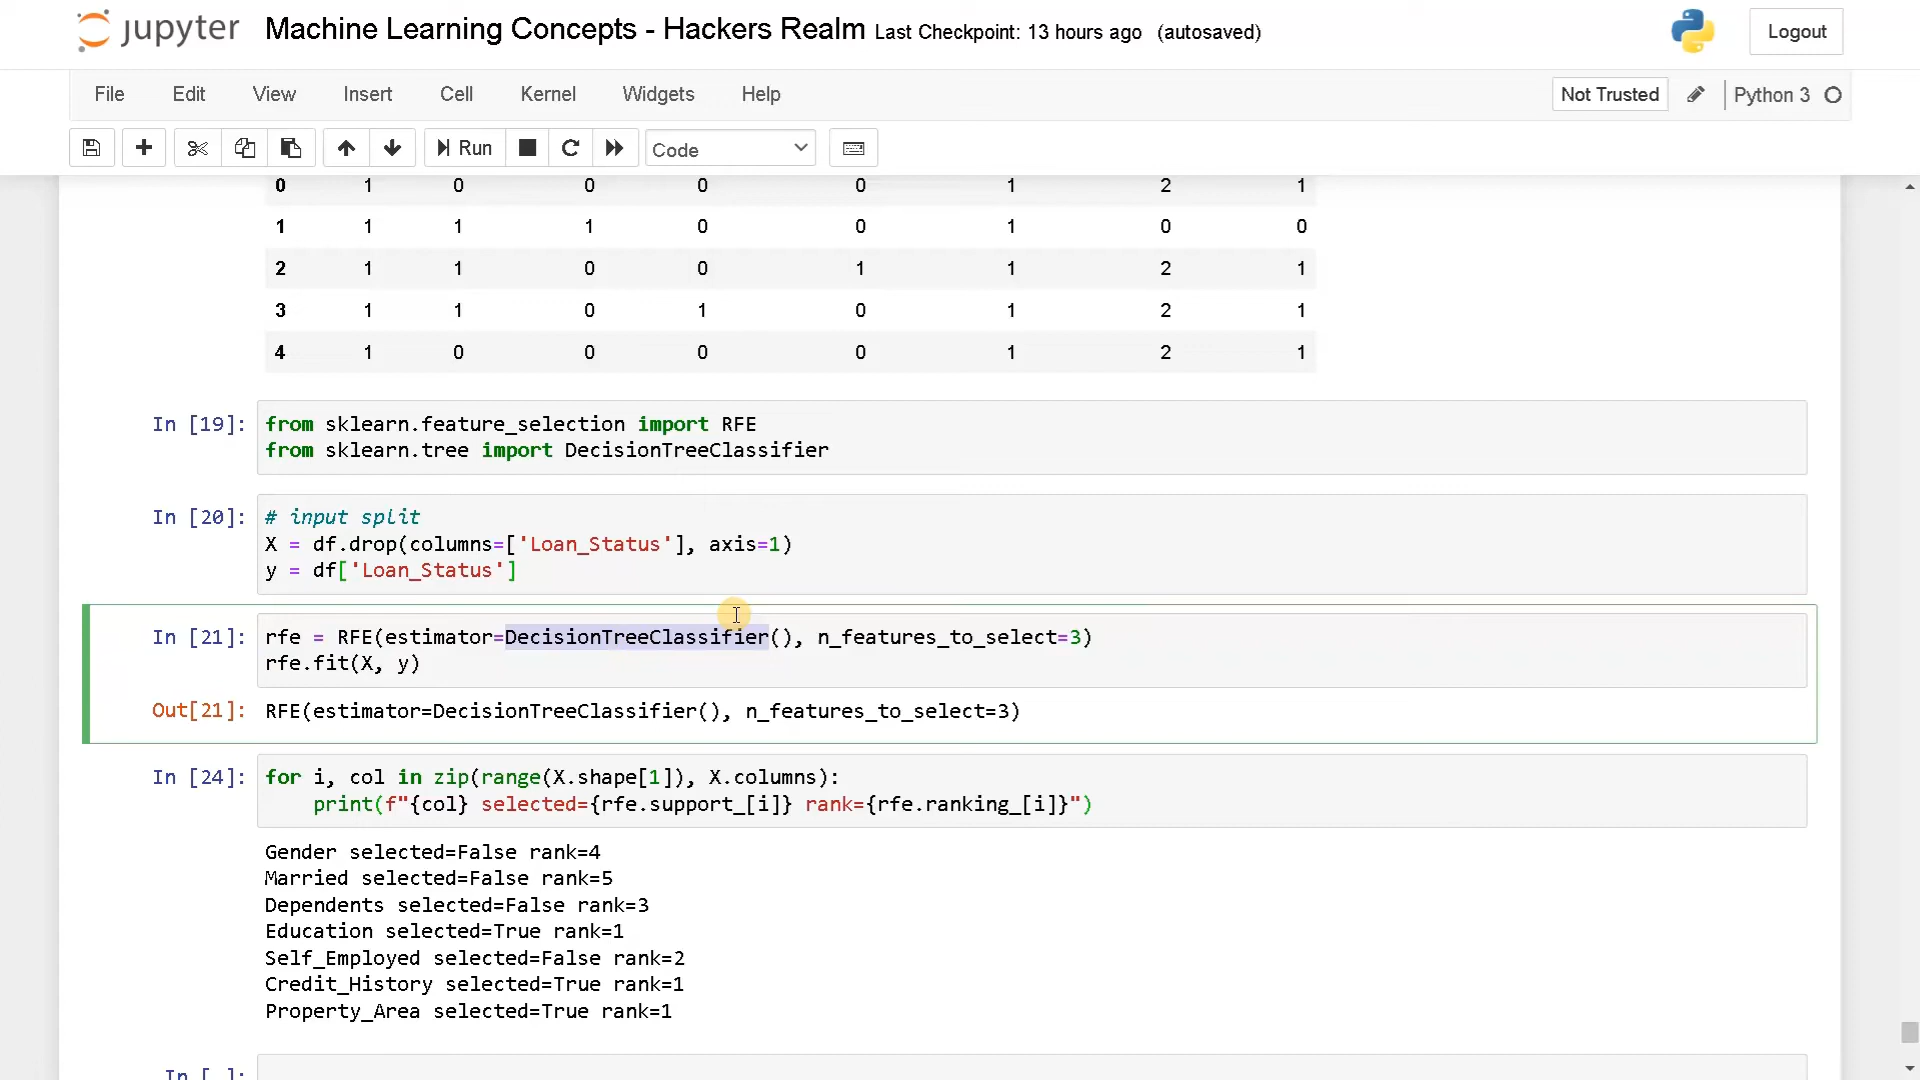 jupyter Machine Learning Concepts - Hackers Realm Last Checkpoint: 13 hours ago (autosaved) Logout
File Edit View Insert Cell Kernel Widgets Help Not Trusted Python 3
Run Code
0 1 0 0 0 0 1 2 1
1 1 1 1 0 0 1 0 0
2 1 1 0 0 1 1 2 1
3 1 1 0 1 0 1 2 1
4 1 0 0 0 0 1 2 1
In [19]: from sklearn.feature_selection import RFE
from sklearn.tree import DecisionTreeClassifier
In [20]: # input split
X = df.drop(columns=['Loan_Status'], axis=1)
y = df['Loan_Status']
In [21]: rfe = RFE(estimator=DecisionTreeClassifier(), n_features_to_select=3)
rfe.fit(X, y)
Out[21]: RFE(estimator=DecisionTreeClassifier(), n_features_to_select=3)
In [24]: for i, col in zip(range(X.shape[1]), X.columns):
print(f"{col} selected={rfe.support_[i]} rank={rfe.ranking_[i]}")
Gender selected=False rank=4
Married selected=False rank=5
Dependents selected=False rank=3
Education selected=True rank=1
Self_Employed selected=False rank=2
Credit_History selected=True rank=1
Property_Area selected=True rank=1
In [ ]: